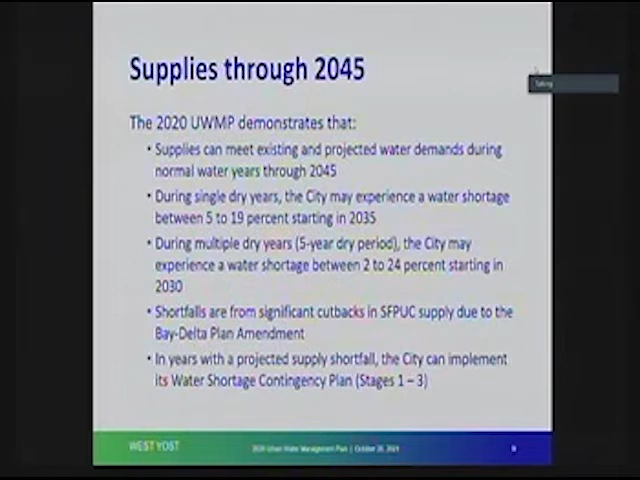 Supplies through 2045
The 2020 UWMP demonstrates that:
• Supplies can meet existing and projected water demands during
normal water years through 2045
• During single dry years, the City may experience a water shortage
between 5 to 19 percent starting in 2035
• During multiple dry years (5-year dry period), the City may
experience a water shortage between 2 to 24 percent starting in
2030
• Shortfalls are from significant cutbacks in SFPUC supply due to the
Bay-Delta Plan Amendment
• In years with a projected supply shortfall, the City can implement
its Water Shortage Contingency Plan (Stages 1 – 3)
WEST YOST
2020 Urban Water Management Plan | October